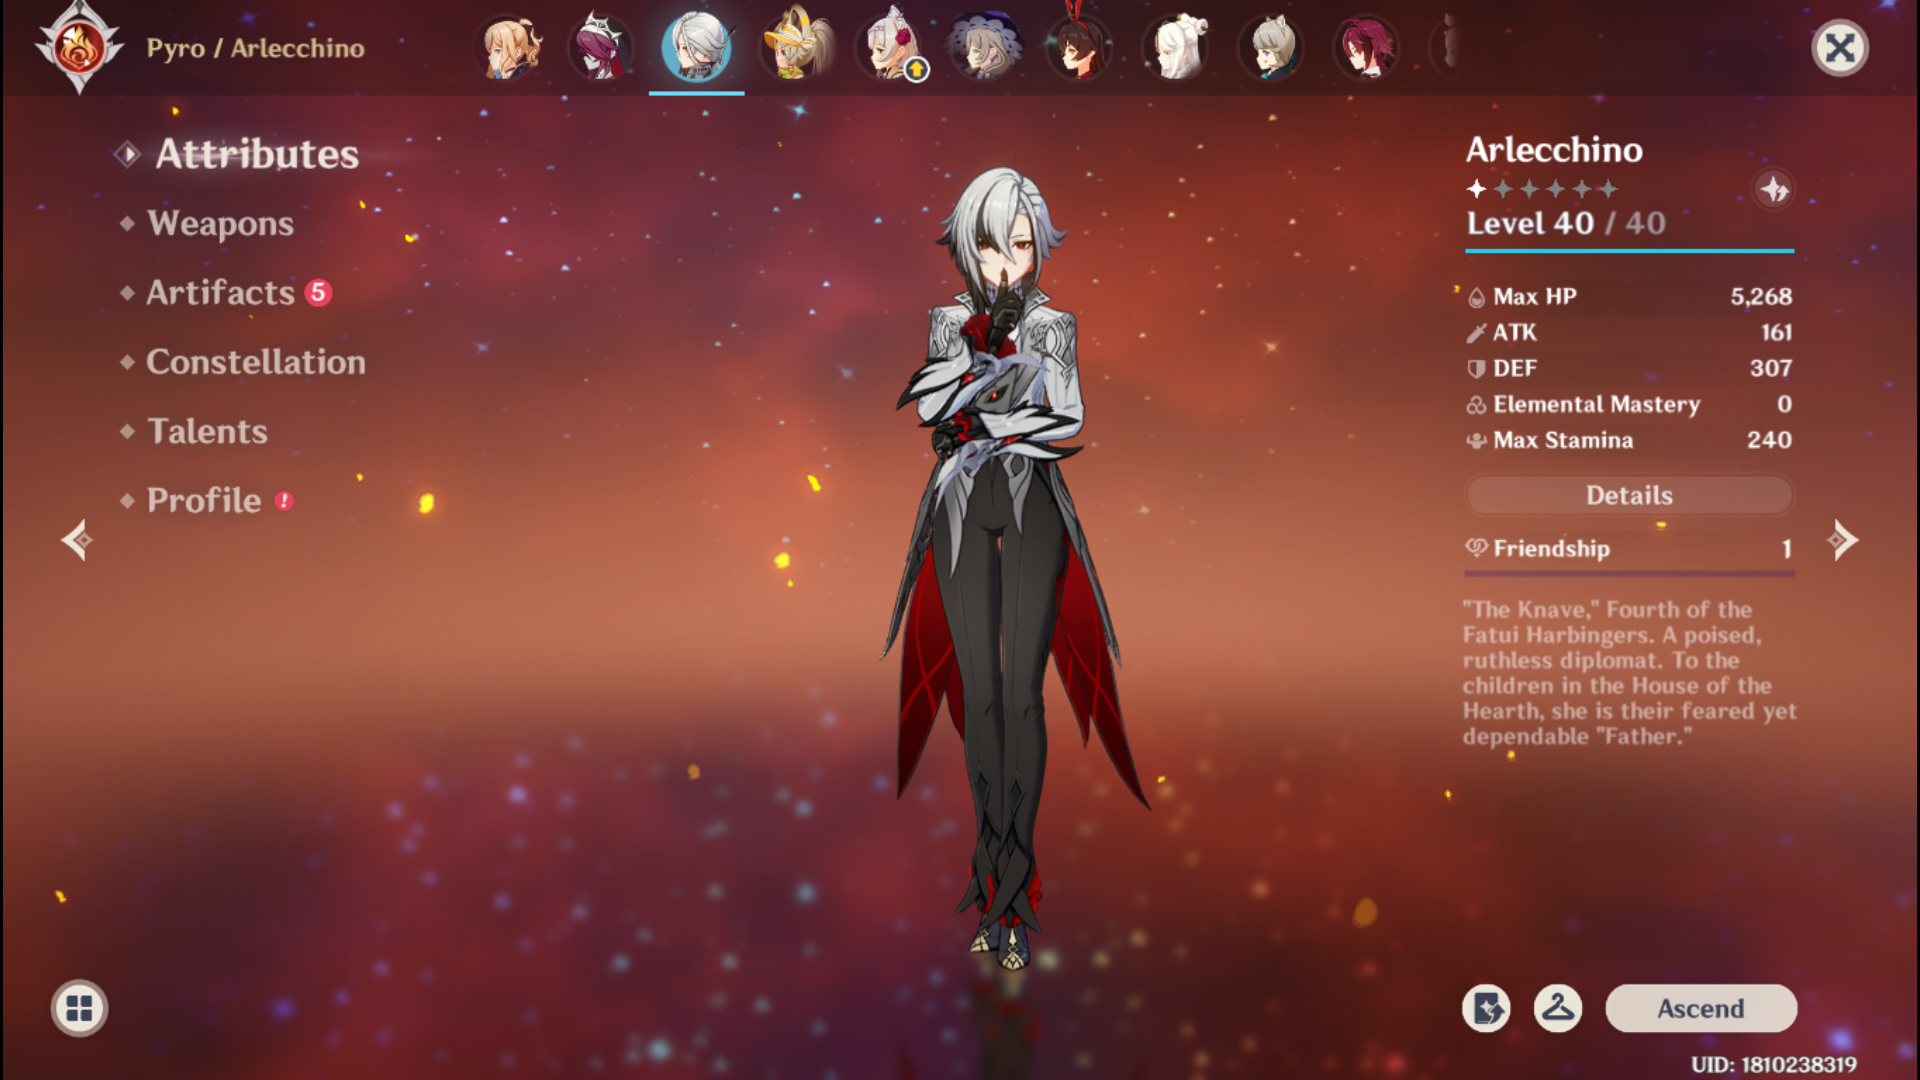 Pyro / Arlecchino
Attributes
Weapons
Artifacts 5
Constellation
Talents
Profile !
Arlecchino
Level 40 / 40
Max HP 5,268
ATK 161
DEF 307
Elemental Mastery 0
Max Stamina 240
Details
Friendship 1
"The Knave," Fourth of the
Fatui Harbingers. A poised,
ruthless diplomat. To the
children in the House of the
Hearth, she is their feared yet
dependable "Father."
Ascend
UID: 1810238319